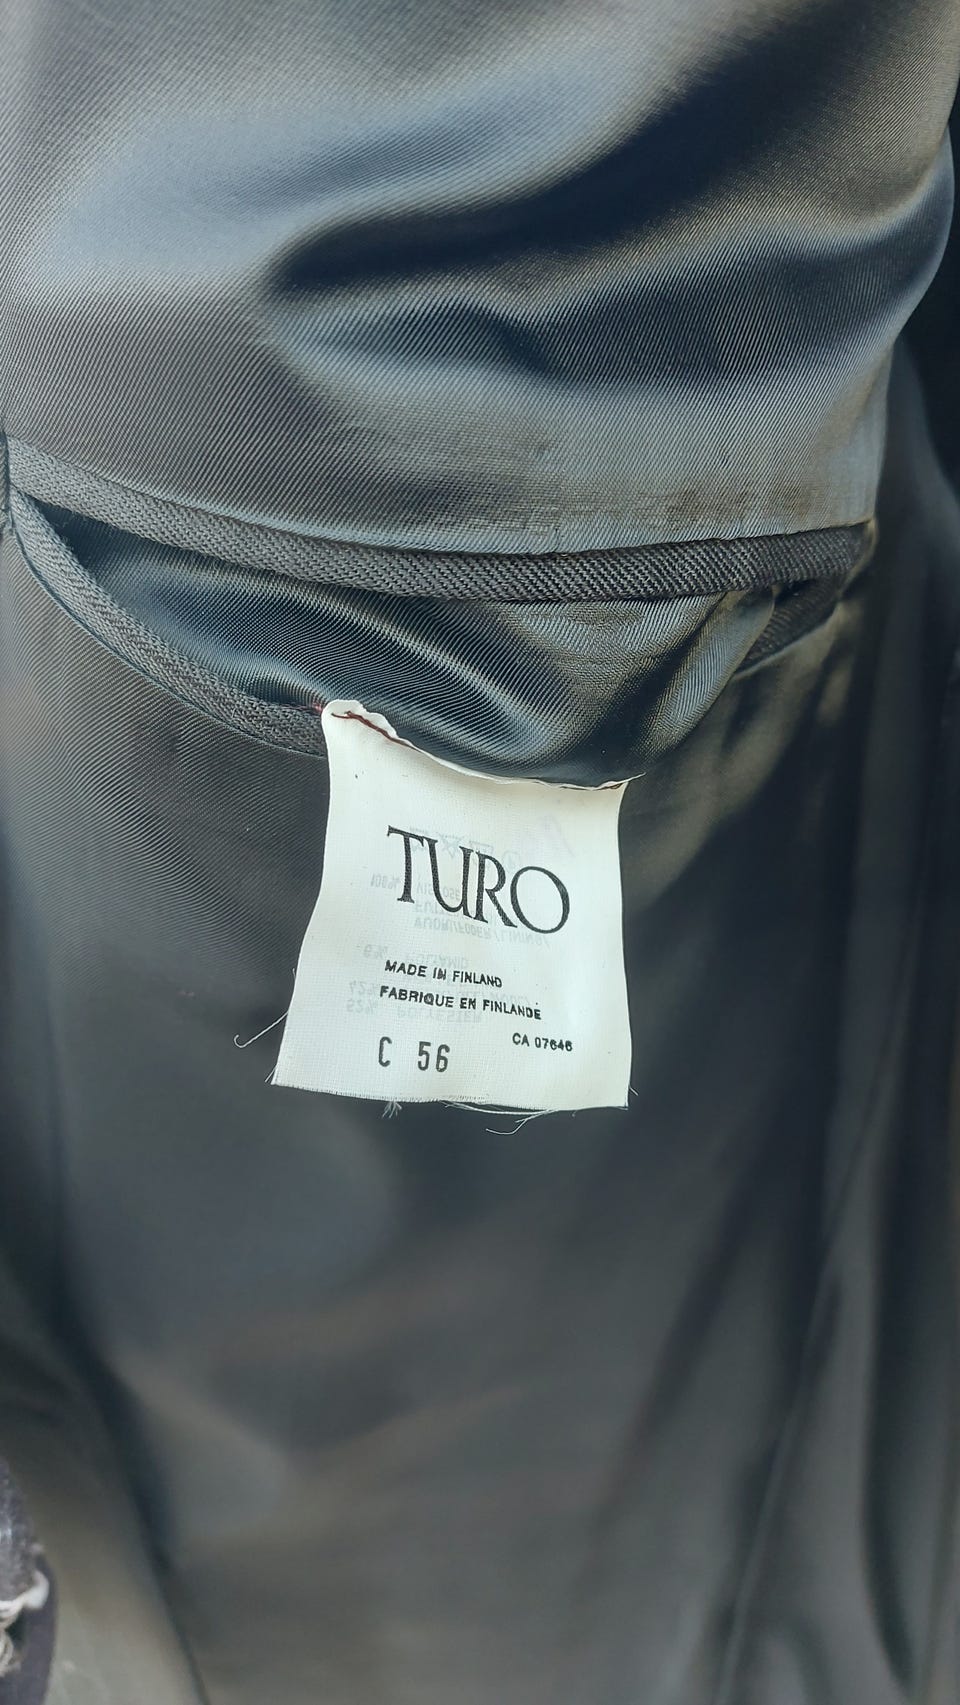 TURO
MADE IN FINLAND
FABRIQUE EN FINLANDE
CA 07646
C 56